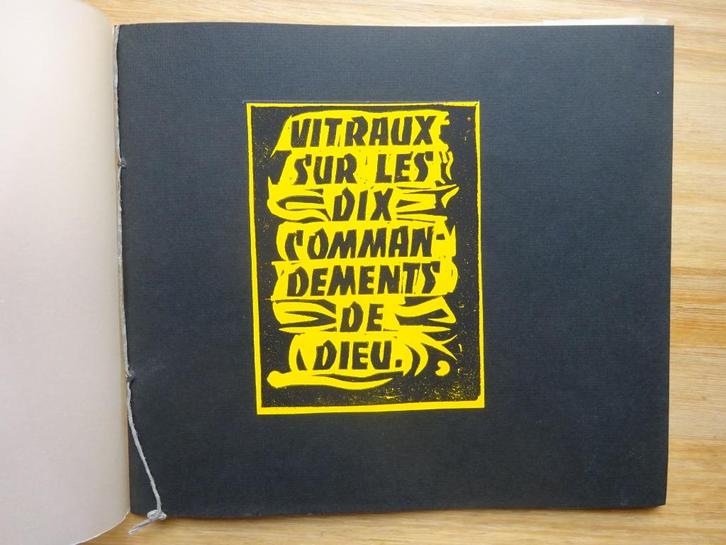 VITRAUX
SUR LES
DIX
COMMAN-
DEMENTS
DE
DIEU.